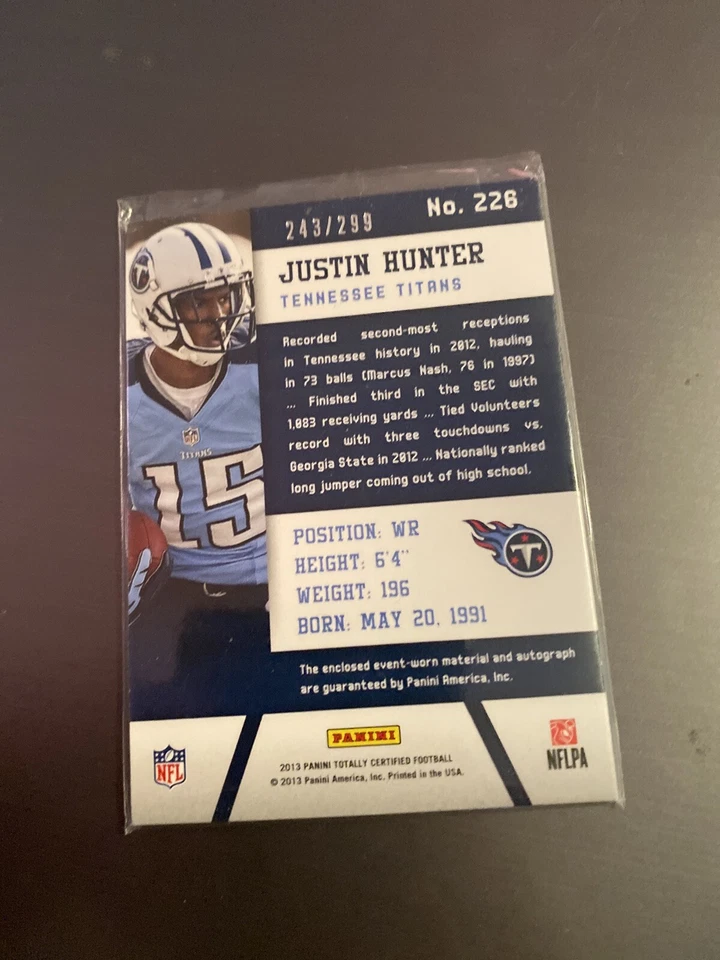 243/299 No. 226
JUSTIN HUNTER
TENNESSEE TITANS
Recorded second-most receptions
in Tennessee history in 2012, hauling
in 73 balls (Marcus Nash, 76 in 1997)
... Finished third in the SEC with
1,083 receiving yards ... Tied Volunteers
record with three touchdowns vs.
Georgia State in 2012 ... Nationally ranked
long jumper coming out of high school.
TITANS
15
POSITION: WR
HEIGHT: 6'4"
WEIGHT: 196
BORN: MAY 20, 1991
T
The enclosed event-worn material and autograph
are guaranteed by Panini America, Inc.
PANINI
NFL
2013 PANINI TOTALLY CERTIFIED FOOTBALL
© 2013 Panini America, Inc. Printed in the USA.
NFLPA